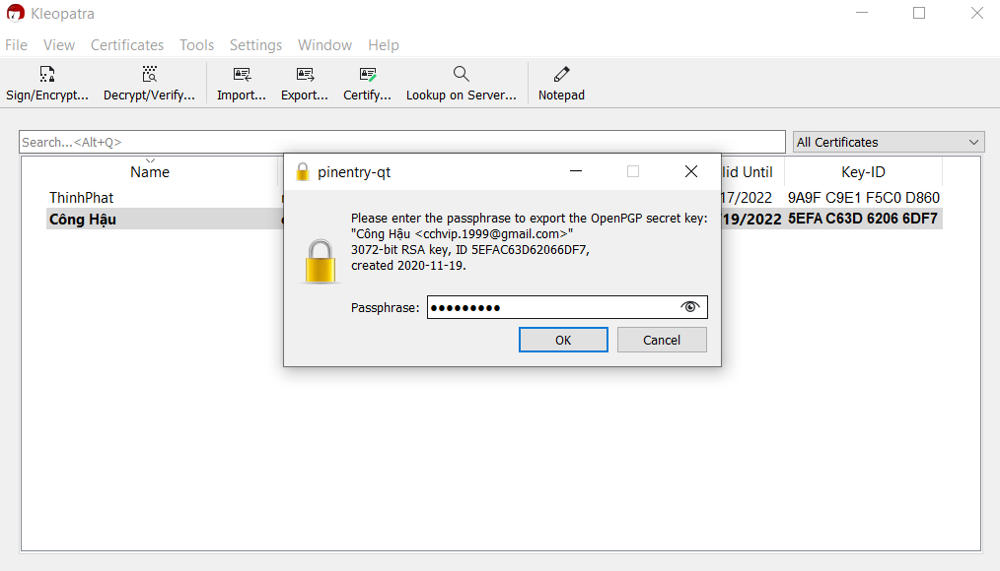 Kleopatra
File View Certificates Tools Settings Window Help
Sign/Encrypt... Decrypt/Verify... Import... Export... Certify... Lookup on Server... Notepad
Search...<Alt+Q> All Certificates
Name lid Until Key-ID
ThinhPhat 17/2022 9A9F C9E1 F5C0 D860
Công Hậu /19/2022 5EFA C63D 6206 6DF7
pinentry-qt
Please enter the passphrase to export the OpenPGP secret key:
"Công Hậu <cchvip.1999@gmail.com>"
3072-bit RSA key, ID 5EFAC63D62066DF7,
created 2020-11-19.
Passphrase: ●●●●●●●●●
OK Cancel